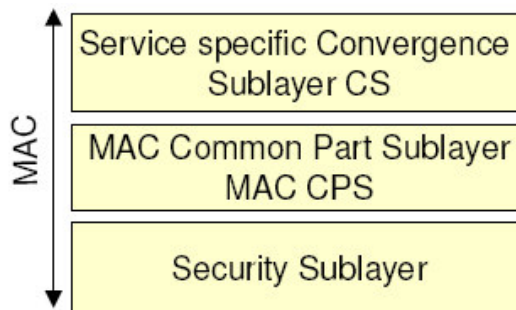 MAC
Service specific Convergence
Sublayer CS
MAC Common Part Sublayer
MAC CPS
Security Sublayer